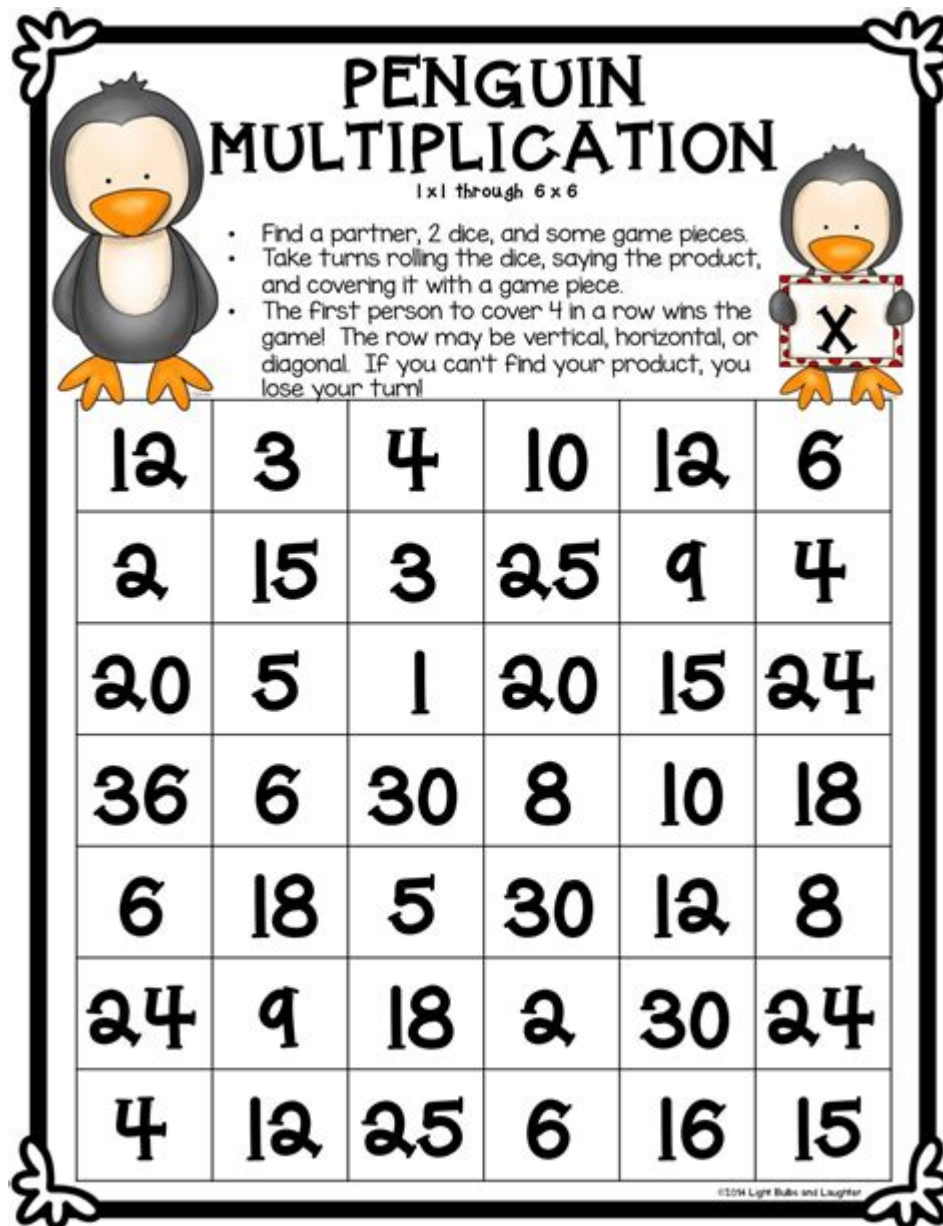 PENGUIN
MULTIPLICATION
1 x 1 through 6 x 6
• Find a partner, 2 dice, and some game pieces.
• Take turns rolling the dice, saying the product,
and covering it with a game piece.
• The first person to cover 4 in a row wins the
game! The row may be vertical, horizontal, or
diagonal. If you can't find your product, you
lose your turn!
X
12 3 4 10 12 6
2 15 3 25 9 4
20 5 1 20 15 24
36 6 30 8 10 18
6 18 5 30 12 8
24 9 18 2 30 24
4 12 25 6 16 15
©2014 Light Bulbs and Laughter